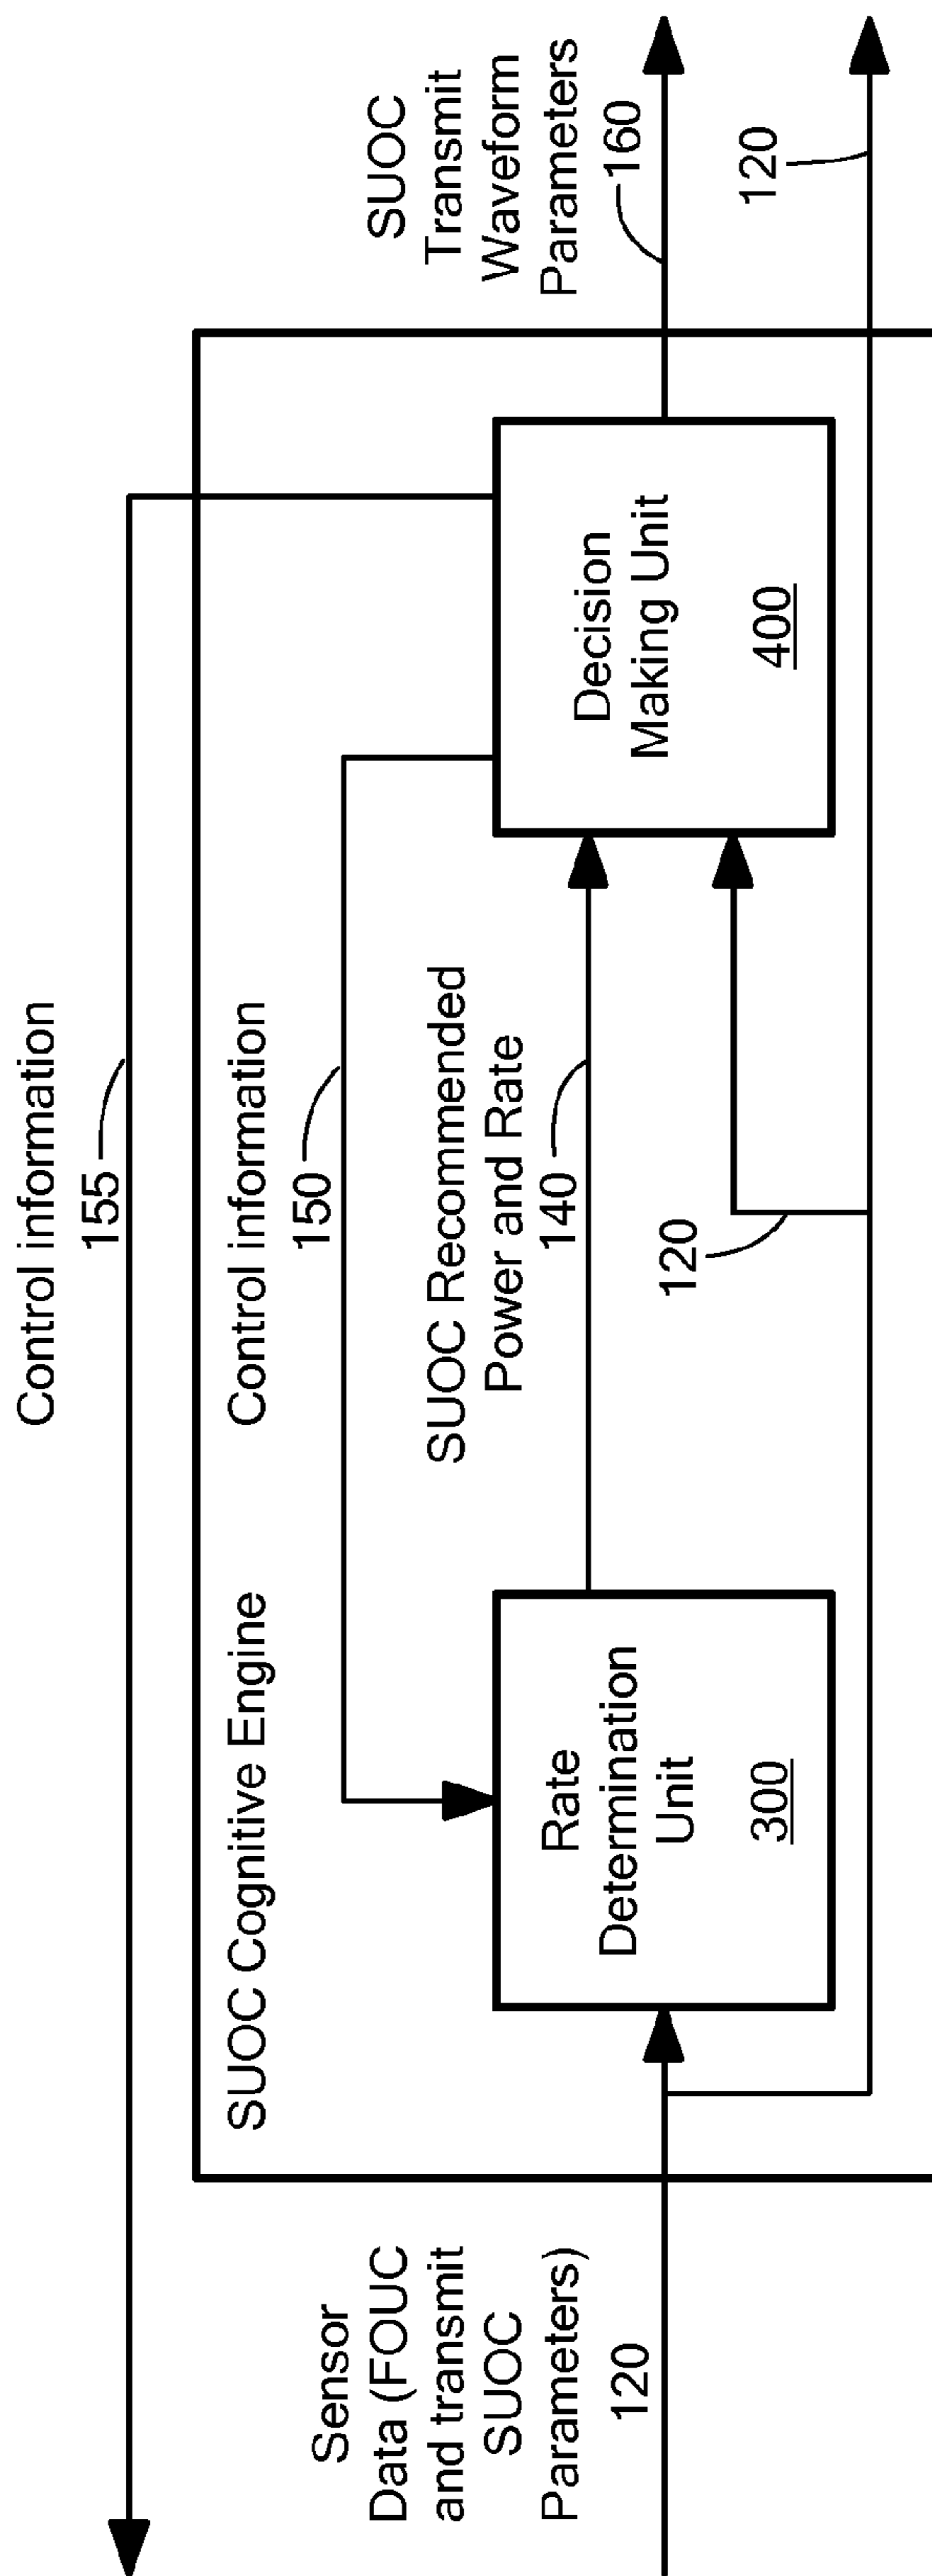 Control information
155
SUOC Cognitive Engine
Control information
150
SUOC Recommended
Power and Rate
140
120
Sensor
Data (FOUC
and transmit
SUOC
Parameters)
120
Rate
Determination
Unit
300
Decision
Making Unit
400
SUOC
Transmit
Waveform
Parameters
160
120